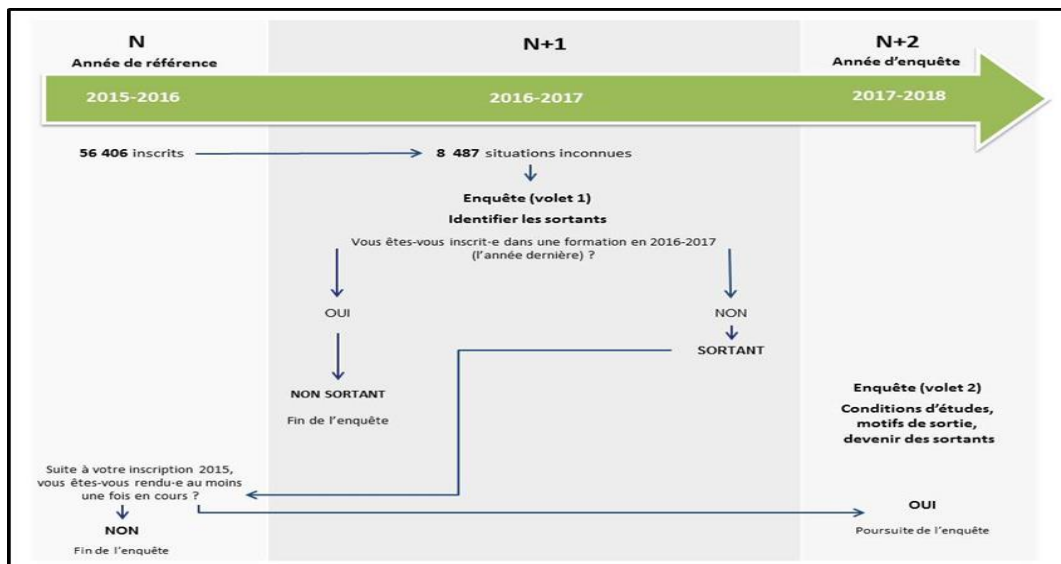 N
Année de référence
N+1
N+2
Année d'enquête
2015-2016
2016-2017
2017-2018
56 406 inscrits
8 487 situations inconnues
Enquête (volet 1)
Identifier les sortants
Vous êtes-vous inscrit-e dans une formation en 2016-2017
(l'année dernière) ?
OUI
NON
SORTANT
NON SORTANT
Fin de l'enquête
Enquête (volet 2)
Conditions d'études,
motifs de sortie,
devenir des sortants
Suite à votre inscription 2015,
vous êtes-vous rendu-e au moins
une fois en cours ?
NON
Fin de l'enquête
OUI
Poursuite de l'enquête